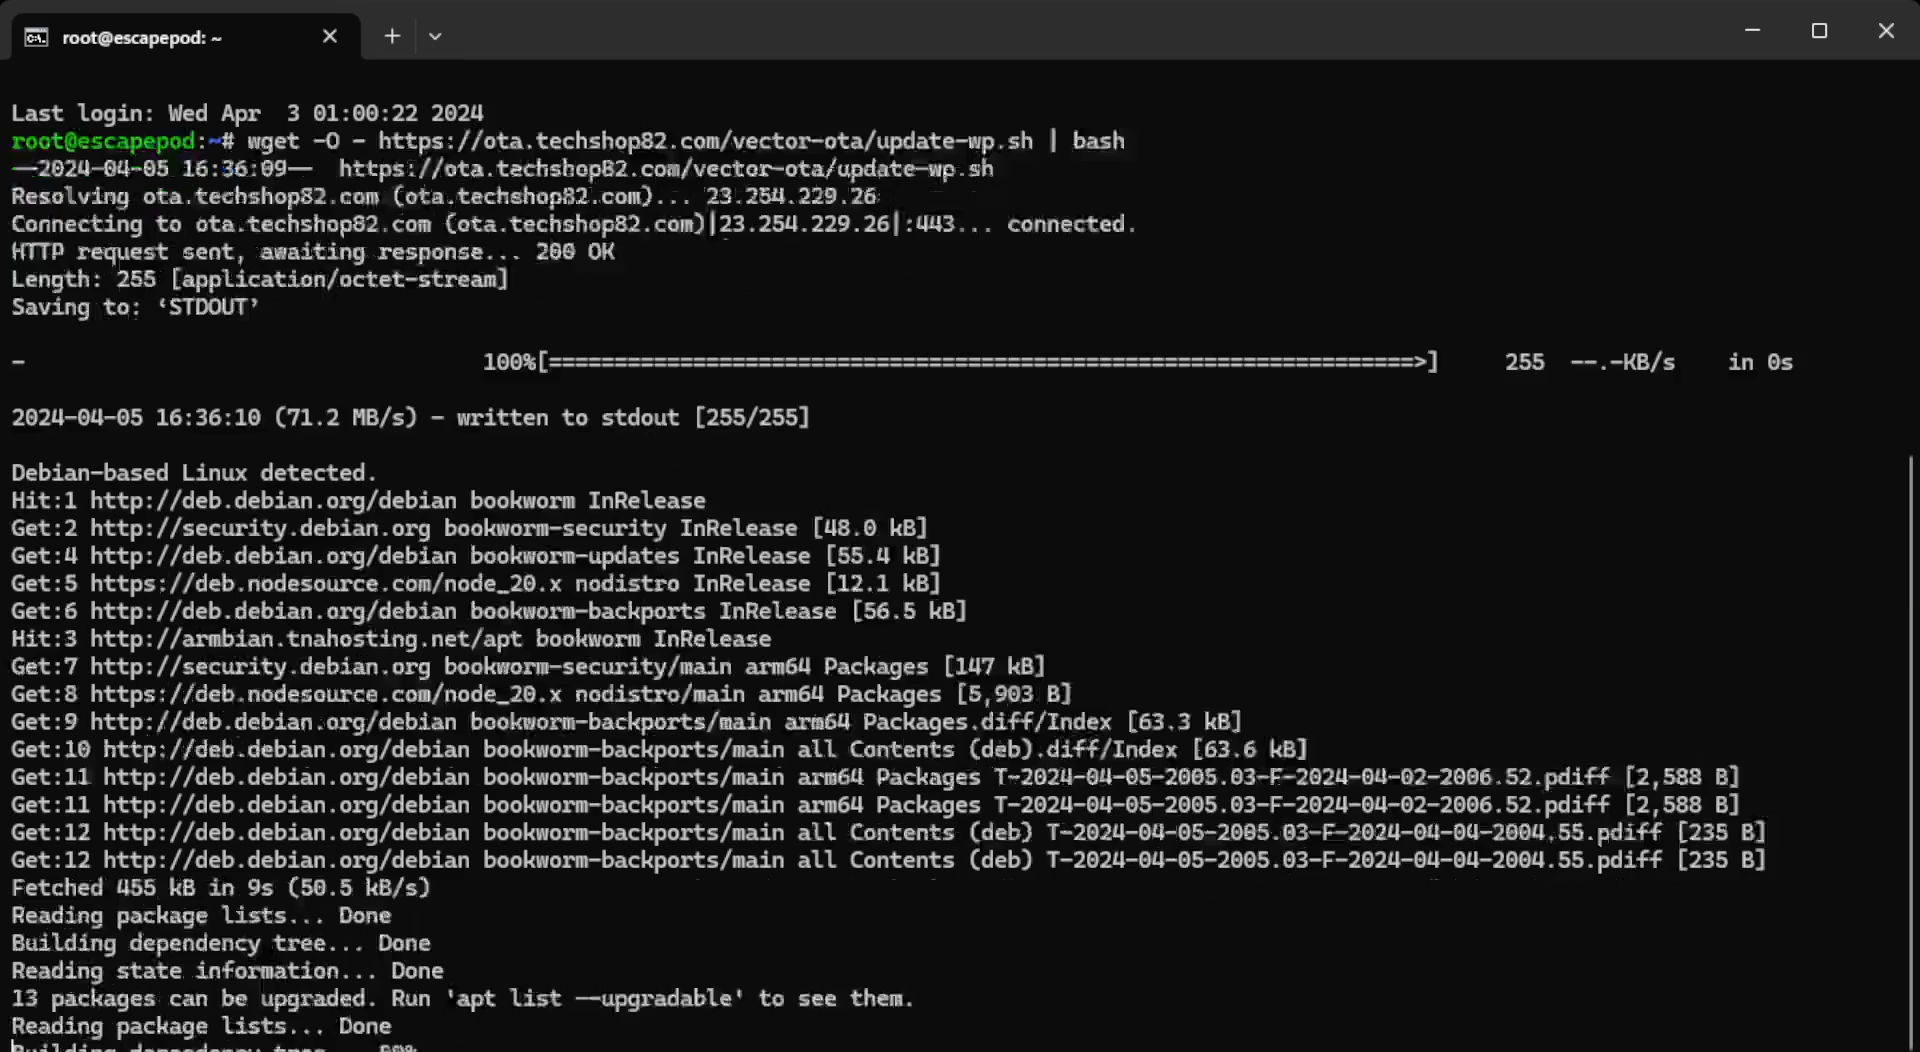 root@escapepod: ~
Last login: Wed Apr  3 01:00:22 2024
root@escapepod:~# wget -O - https://ota.techshop82.com/vector-ota/update-wp.sh | bash
--2024-04-05 16:36:09--  https://ota.techshop82.com/vector-ota/update-wp.sh
Resolving ota.techshop82.com (ota.techshop82.com)... 23.254.229.26
Connecting to ota.techshop82.com (ota.techshop82.com)|23.254.229.26|:443... connected.
HTTP request sent, awaiting response... 200 OK
Length: 255 [application/octet-stream]
Saving to: ‘STDOUT’
-                                   100%[==================================================================>]     255  --.-KB/s    in 0s
2024-04-05 16:36:10 (71.2 MB/s) - written to stdout [255/255]
Debian-based Linux detected.
Hit:1 http://deb.debian.org/debian bookworm InRelease
Get:2 http://security.debian.org bookworm-security InRelease [48.0 kB]
Get:4 http://deb.debian.org/debian bookworm-updates InRelease [55.4 kB]
Get:5 https://deb.nodesource.com/node_20.x nodistro InRelease [12.1 kB]
Get:6 http://deb.debian.org/debian bookworm-backports InRelease [56.5 kB]
Hit:3 http://armbian.tnahosting.net/apt bookworm InRelease
Get:7 http://security.debian.org bookworm-security/main arm64 Packages [147 kB]
Get:8 https://deb.nodesource.com/node_20.x nodistro/main arm64 Packages [5,903 B]
Get:9 http://deb.debian.org/debian bookworm-backports/main arm64 Packages.diff/Index [63.3 kB]
Get:10 http://deb.debian.org/debian bookworm-backports/main all Contents (deb).diff/Index [63.6 kB]
Get:11 http://deb.debian.org/debian bookworm-backports/main arm64 Packages T-2024-04-05-2005.03-F-2024-04-02-2006.52.pdiff [2,588 B]
Get:11 http://deb.debian.org/debian bookworm-backports/main arm64 Packages T-2024-04-05-2005.03-F-2024-04-02-2006.52.pdiff [2,588 B]
Get:12 http://deb.debian.org/debian bookworm-backports/main all Contents (deb) T-2024-04-05-2005.03-F-2024-04-04-2004.55.pdiff [235 B]
Get:12 http://deb.debian.org/debian bookworm-backports/main all Contents (deb) T-2024-04-05-2005.03-F-2024-04-04-2004.55.pdiff [235 B]
Fetched 455 kB in 9s (50.5 kB/s)
Reading package lists... Done
Building dependency tree... Done
Reading state information... Done
13 packages can be upgraded. Run 'apt list --upgradable' to see them.
Reading package lists... Done
Building dependency tree...